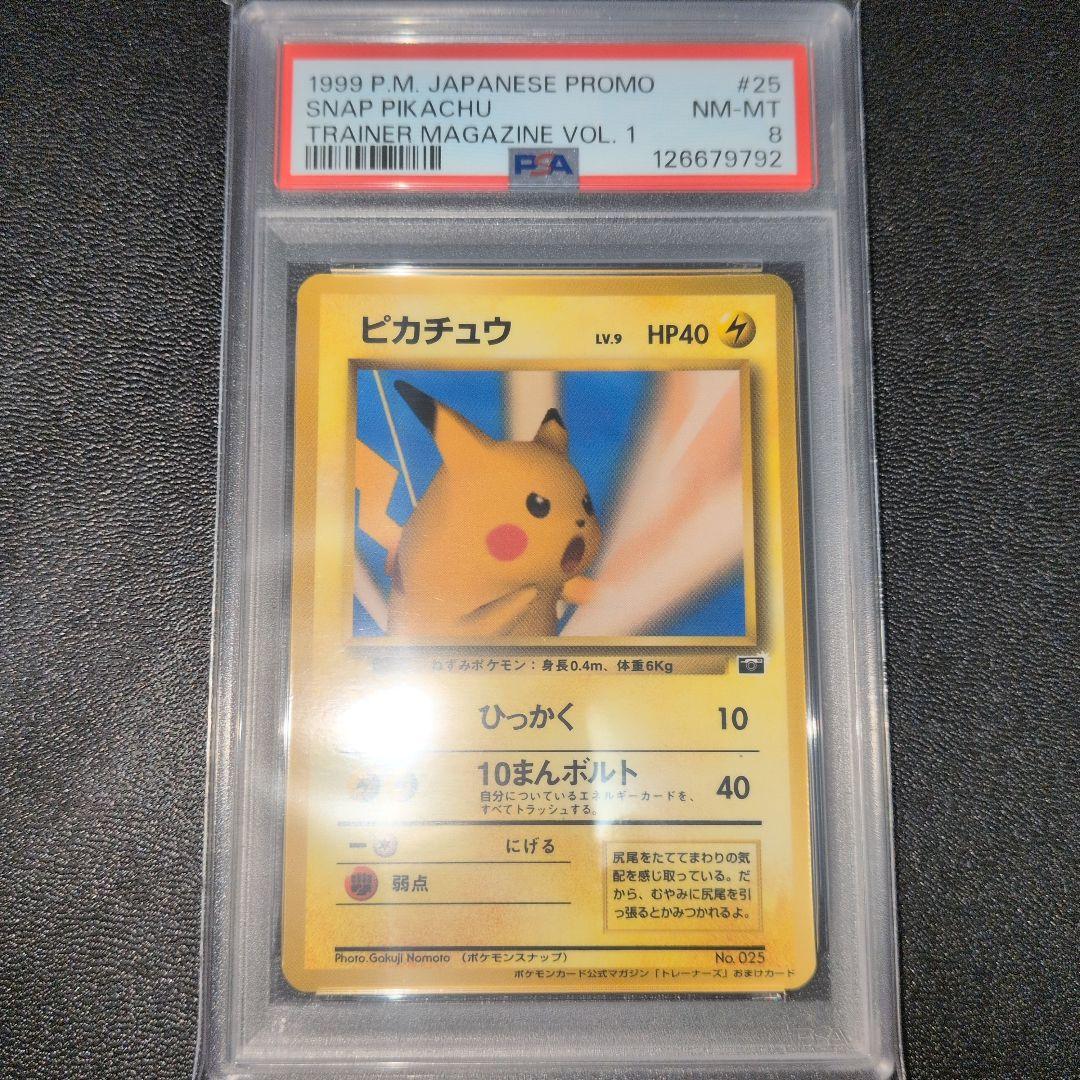 1999 P.M. JAPANESE PROMO #25
SNAP PIKACHU NM-MT
TRAINER MAGAZINE VOL. 1 8
PSA 126679792
ピカチュウ LV.9 HP40
ねずみポケモン：身長0.4m、体重6Kg
ひっかく 10
10まんボルト 40
自分についているエネルギーカードを、
すべてトラッシュする。
にげる
弱点
尻尾をたててまわりの気
配を感じ取っている。だ
から、むやみに尻尾を引
っ張るとかみつかれるよ。
Photo.Gakuji Nomoto （ポケモンスナップ） No.025
ポケモンカード公式マガジン「トレーナーズ」おまけカード